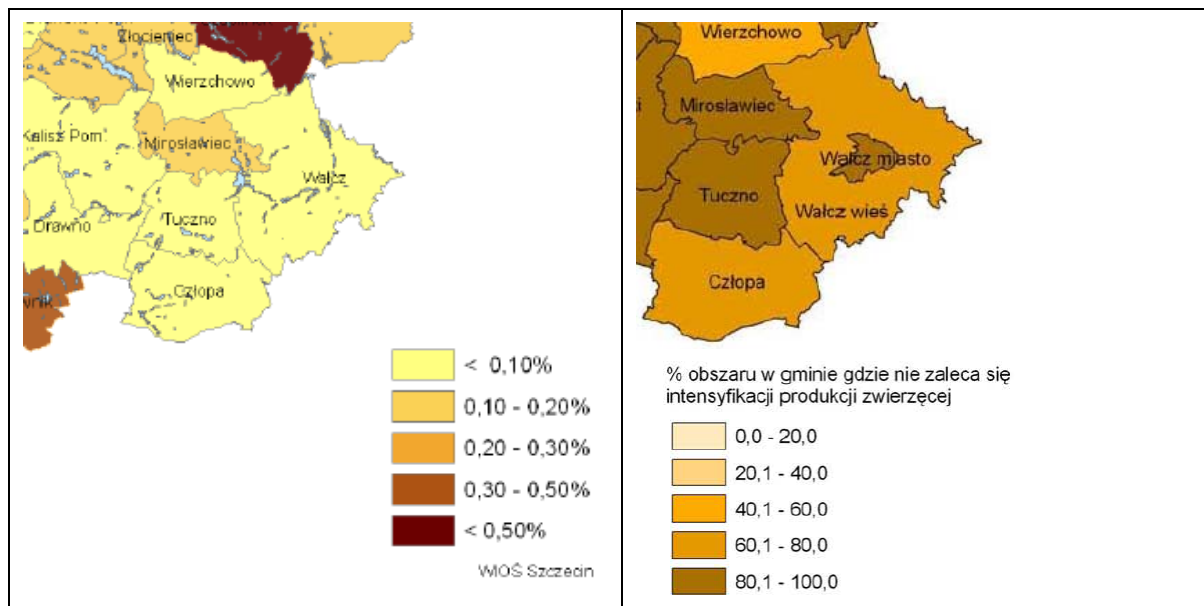 Złocieniec
Wierzchowo
Kalisz Pom.
Mirosławiec
Wałcz
Tuczno
Drawno
Człopa
wnik
< 0,10%
0,10 - 0,20%
0,20 - 0,30%
0,30 - 0,50%
< 0,50%
WIOŚ Szczecin
Wierzchowo
Mirosławiec
Wałcz miasto
Tuczno
Wałcz wieś
Człopa
% obszaru w gminie gdzie nie zaleca się
intensyfikacji produkcji zwierzęcej
0,0 - 20,0
20,1 - 40,0
40,1 - 60,0
60,1 - 80,0
80,1 - 100,0